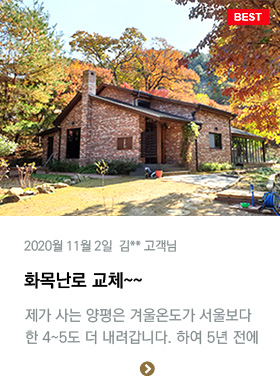 BEST
2020월 11월 2일 김** 고객님
화목난로 교체~~
제가 사는 양평은 겨울온도가 서울보다
한 4~5도 더 내려갑니다. 하여 5년 전에